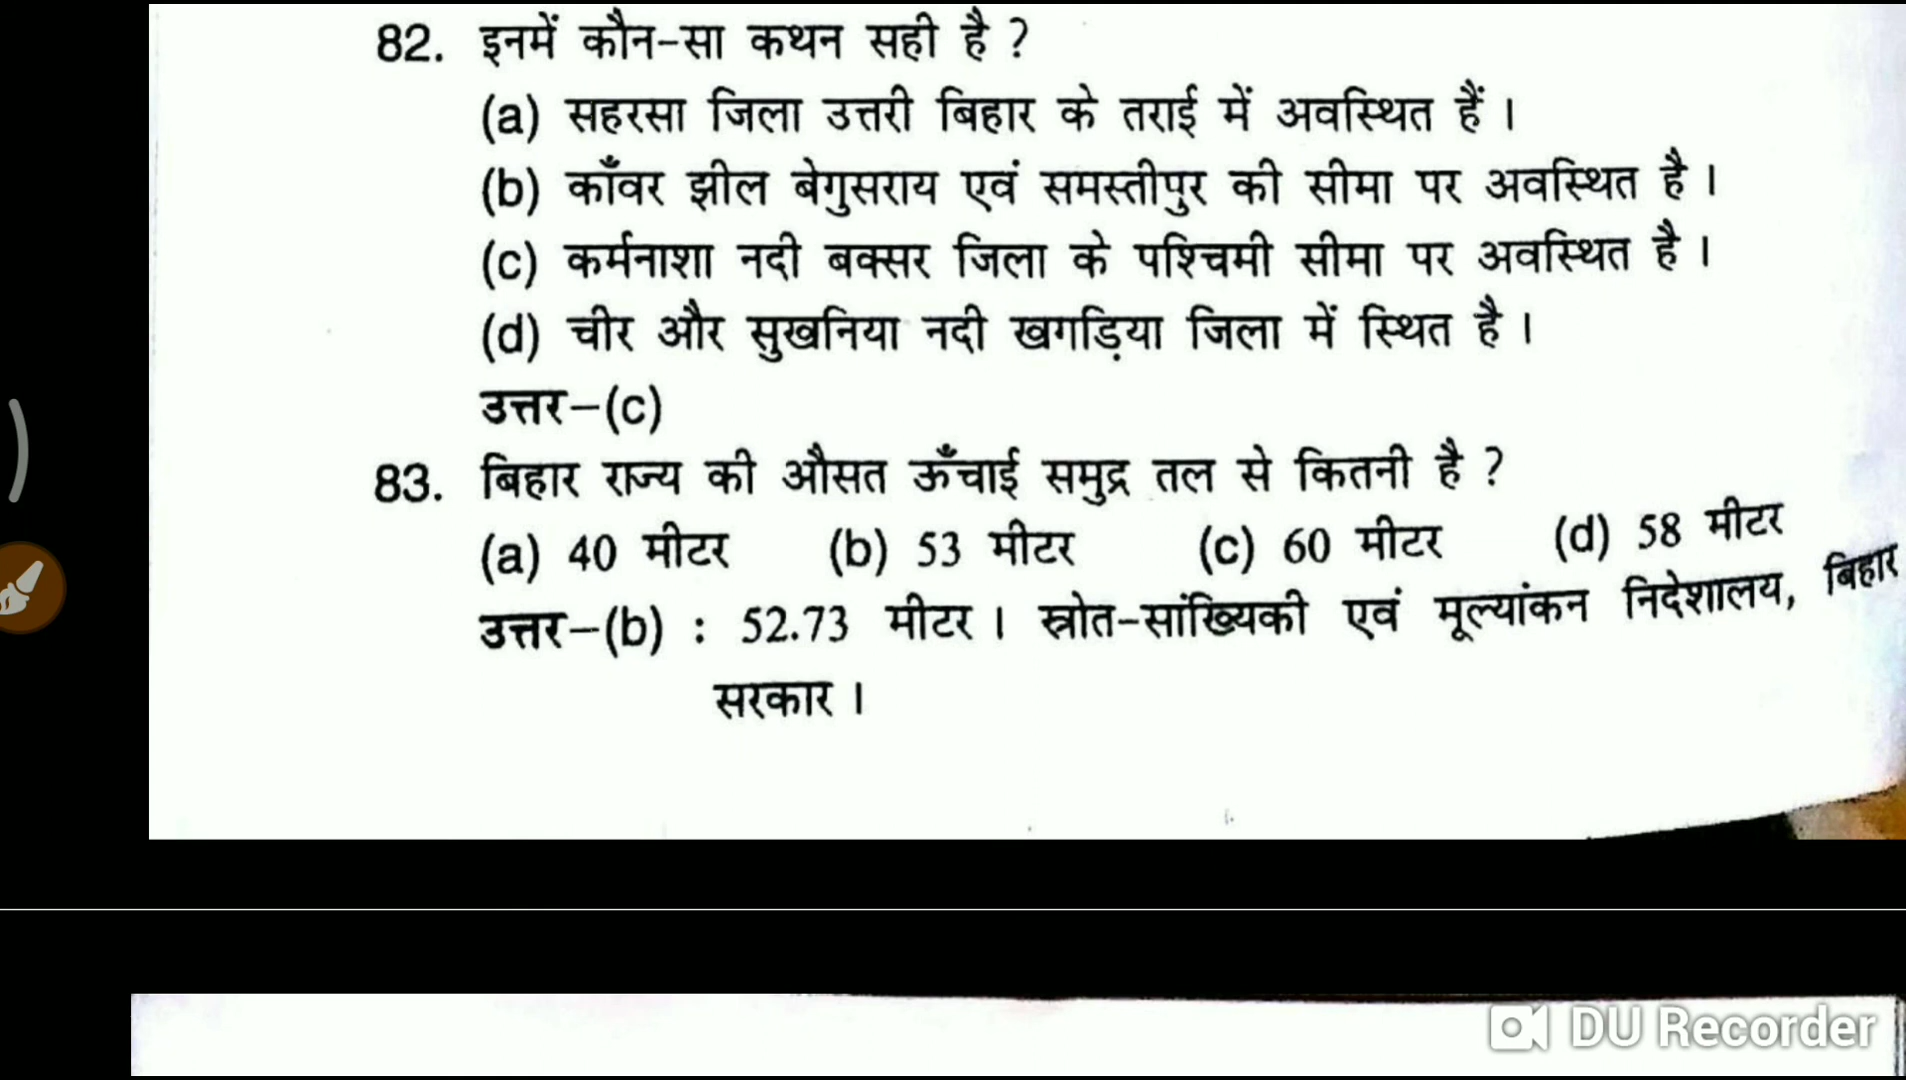 82. इनमें कौन-सा कथन सही है ?
(a) सहरसा जिला उत्तरी बिहार के तराई में अवस्थित हैं ।
(b) काँवर झील बेगुसराय एवं समस्तीपुर की सीमा पर अवस्थित है ।
(c) कर्मनाशा नदी बक्सर जिला के पश्चिमी सीमा पर अवस्थित है ।
(d) चीर और सुखनिया नदी खगड़िया जिला में स्थित है ।
उत्तर–(c)
83. बिहार राज्य की औसत ऊँचाई समुद्र तल से कितनी है ?
(a) 40 मीटर (b) 53 मीटर (c) 60 मीटर (d) 58 मीटर
उत्तर–(b) : 52.73 मीटर । स्रोत-सांख्यिकी एवं मूल्यांकन निदेशालय, बिहार
सरकार ।
DU Recorder